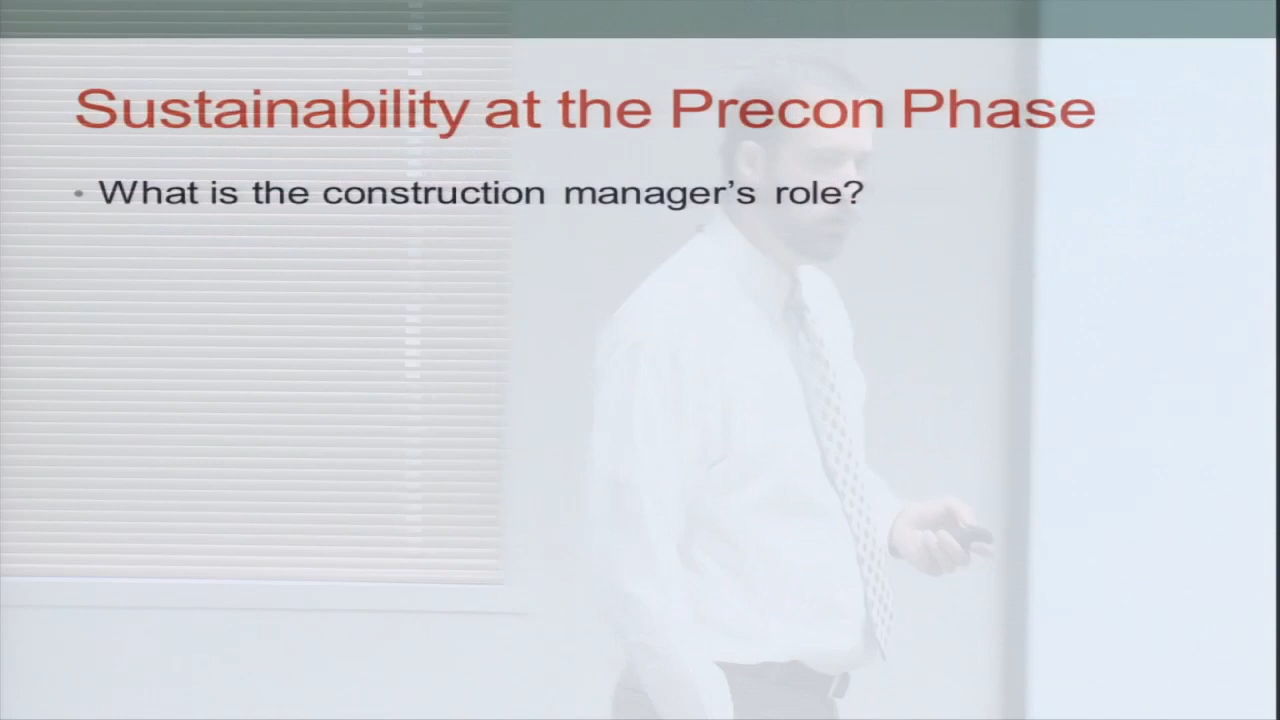 Sustainability at the Precon Phase
• What is the construction manager's role?